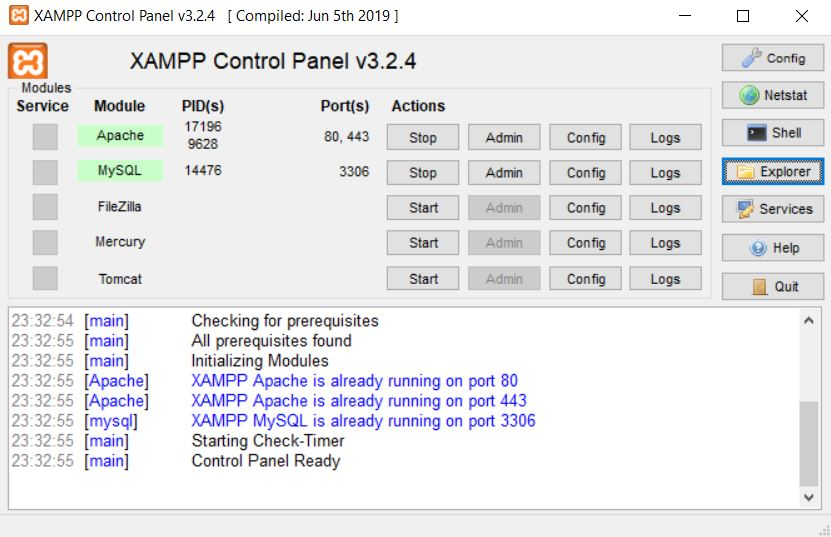 XAMPP Control Panel v3.2.4 [ Compiled: Jun 5th 2019 ]
XAMPP Control Panel v3.2.4
Config
Modules
Netstat
Service Module PID(s) Port(s) Actions
Apache 17196 9628 80, 443 Stop Admin Config Logs
Shell
MySQL 14476 3306 Stop Admin Config Logs
Explorer
FileZilla Start Admin Config Logs
Services
Mercury Start Admin Config Logs
Help
Tomcat Start Admin Config Logs
Quit
23:32:54 [main] Checking for prerequisites
23:32:55 [main] All prerequisites found
23:32:55 [main] Initializing Modules
23:32:55 [Apache] XAMPP Apache is already running on port 80
23:32:55 [Apache] XAMPP Apache is already running on port 443
23:32:55 [mysql] XAMPP MySQL is already running on port 3306
23:32:55 [main] Starting Check-Timer
23:32:55 [main] Control Panel Ready